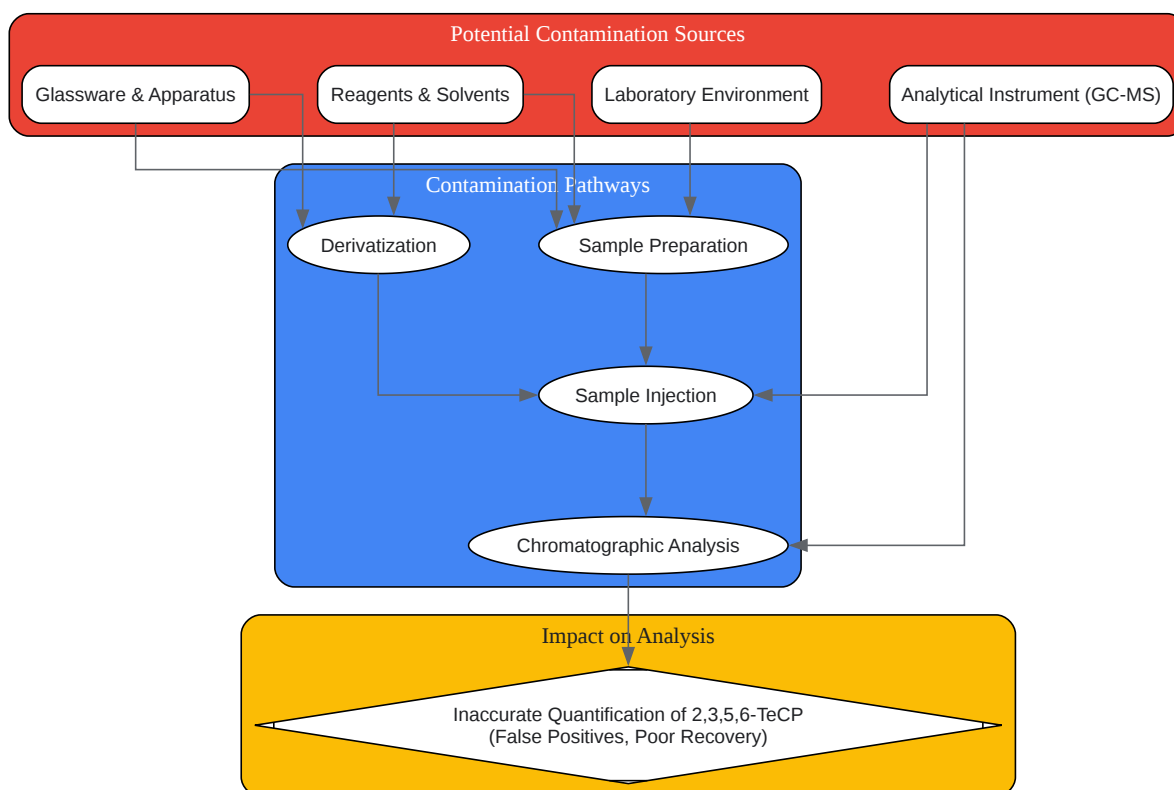 Potential Contamination Sources
Glassware & Apparatus
Reagents & Solvents
Laboratory Environment
Analytical Instrument (GC-MS)
Contamination Pathways
Derivatization
Sample Preparation
Sample Injection
Chromatographic Analysis
Impact on Analysis
Inaccurate Quantification of 2,3,5,6-TeCP
(False Positives, Poor Recovery)